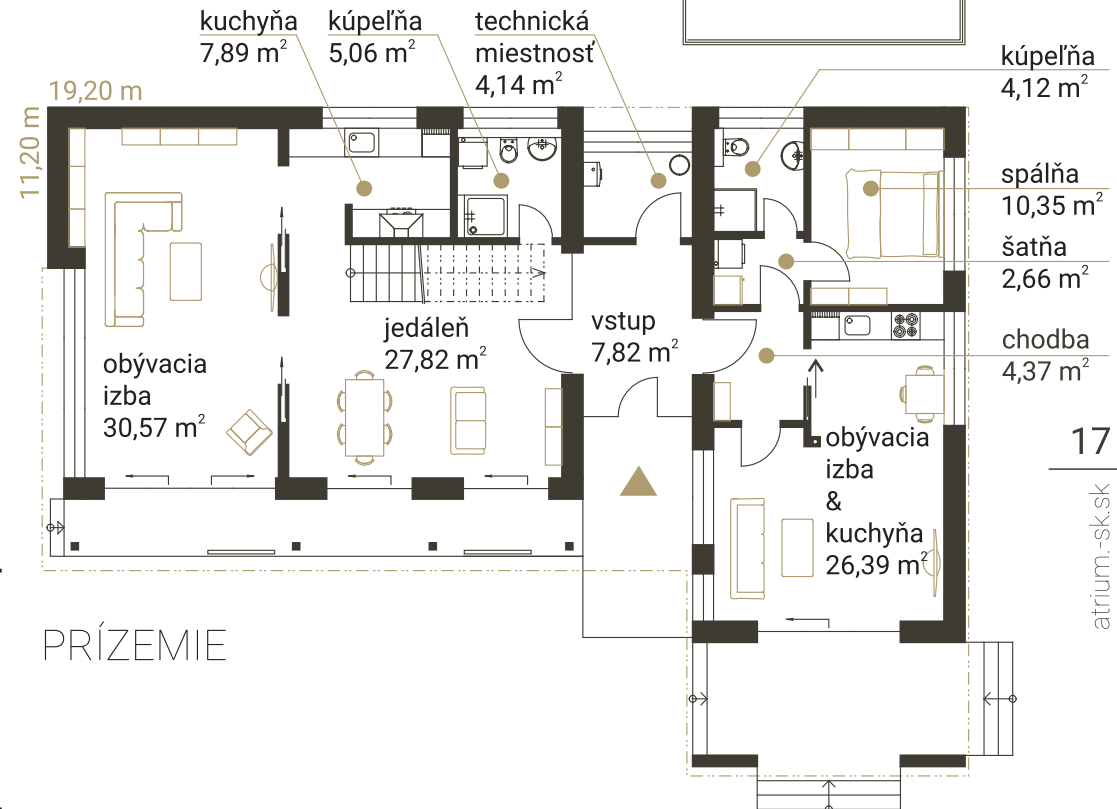 kuchyňa
7,89 m²
kúpeľňa
5,06 m²
technická
miestnosť
4,14 m²
kúpeľňa
4,12 m²
19,20 m
11,20 m
spálňa
10,35 m²
šatňa
2,66 m²
jedáleň
27,82 m²
vstup
7,82 m²
chodba
4,37 m²
obývacia
izba
30,57 m²
obývacia
izba
&
kuchyňa
26,39 m²
17
atrium.-sk.sk
PRÍZEMIE